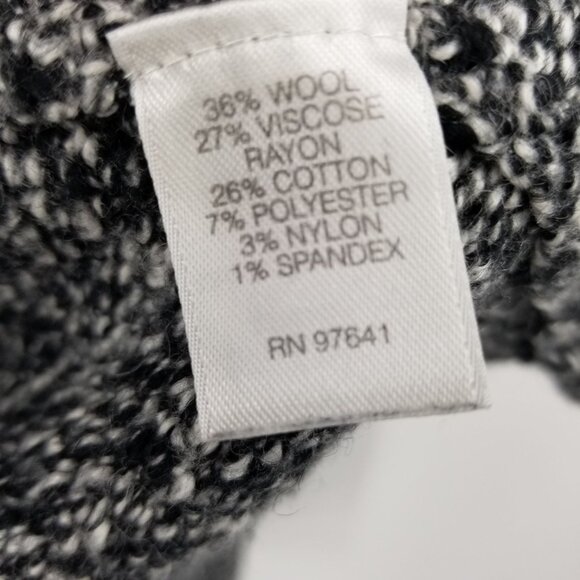 36% WOOL
27% VISCOSE
RAYON
26% COTTON
7% POLYESTER
3% NYLON
1% SPANDEX
RN 97641